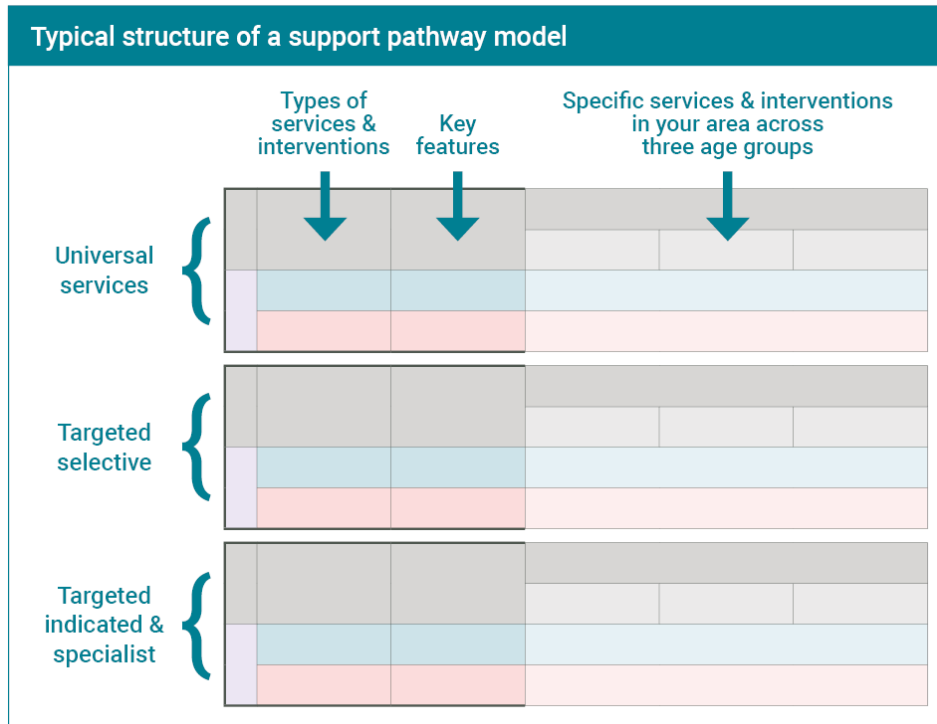 Typical structure of a support pathway model
Types of
services &
interventions
Key
features
Specific services & interventions
in your area across
three age groups
Universal
services
Targeted
selective
Targeted
indicated &
specialist